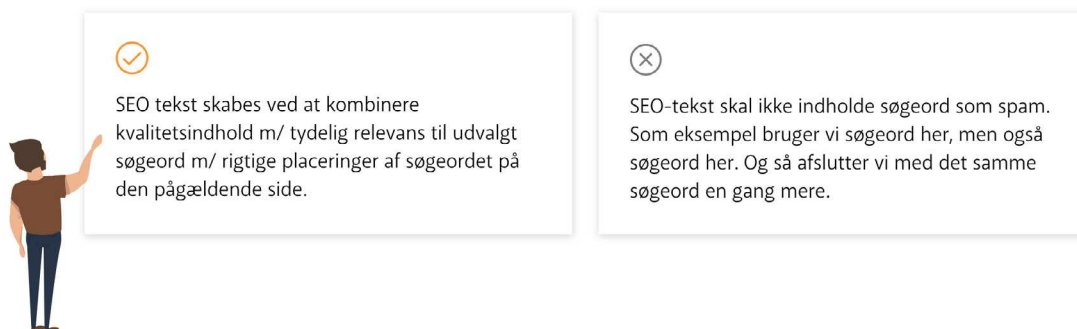 SEO tekst skabes ved at kombinere
kvalitetsindhold m/ tydelig relevans til udvalgt
søgeord m/ rigtige placeringer af søgeordet på
den pågældende side.
SEO-tekst skal ikke indholde søgeord som spam.
Som eksempel bruger vi søgeord her, men også
søgeord her. Og så afslutter vi med det samme
søgeord en gang mere.